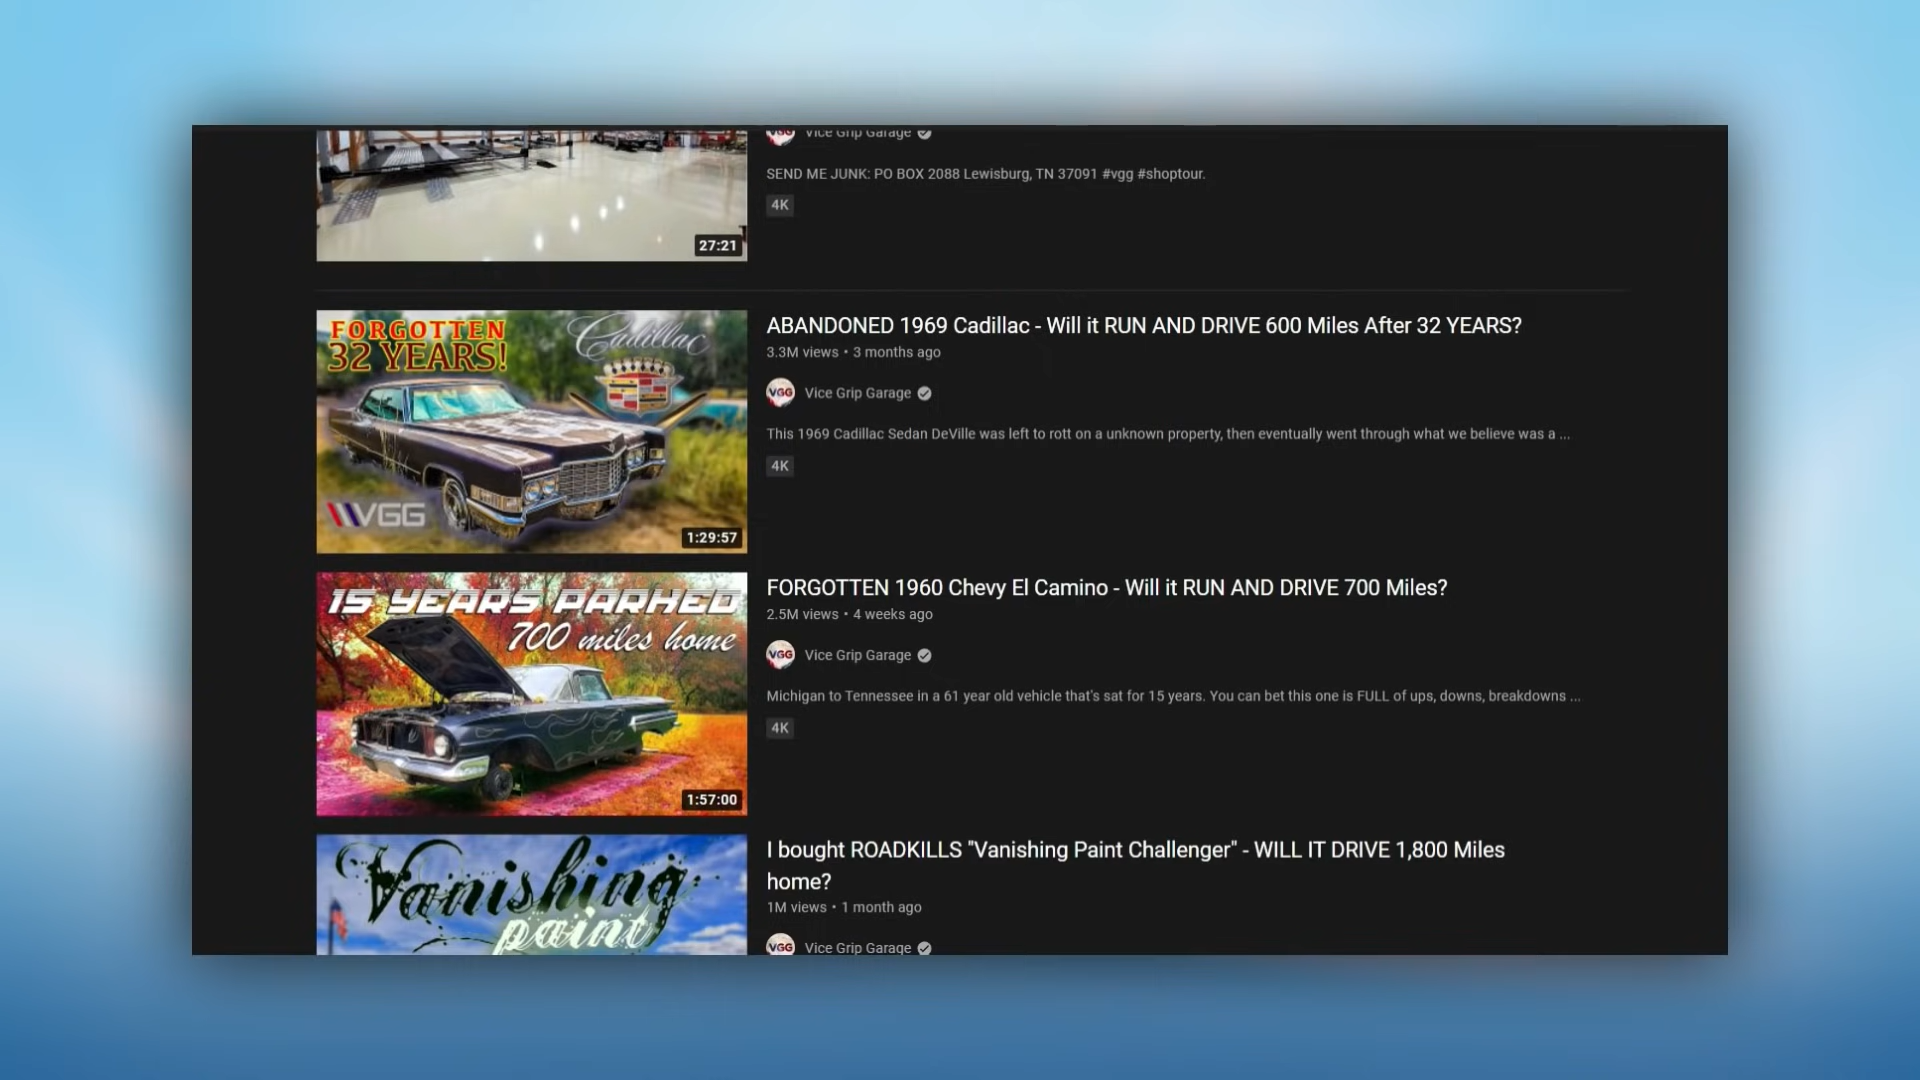 Vice Grip Garage
SEND ME JUNK: PO BOX 2088 Lewisburg, TN 37091 #vgg #shoptour.
4K
27:21
FORGOTTEN
32 YEARS!
Cadillac
VGG
1:29:57
ABANDONED 1969 Cadillac - Will it RUN AND DRIVE 600 Miles After 32 YEARS?
3.3M views • 3 months ago
VGG Vice Grip Garage
This 1969 Cadillac Sedan DeVille was left to rott on a unknown property, then eventually went through what we believe was a ...
4K
15 YEARS PARKED
700 miles home
1:57:00
FORGOTTEN 1960 Chevy El Camino - Will it RUN AND DRIVE 700 Miles?
2.5M views • 4 weeks ago
VGG Vice Grip Garage
Michigan to Tennessee in a 61 year old vehicle that's sat for 15 years. You can bet this one is FULL of ups, downs, breakdowns ...
4K
Vanishing
paint
I bought ROADKILLS "Vanishing Paint Challenger" - WILL IT DRIVE 1,800 Miles
home?
1M views • 1 month ago
VGG Vice Grip Garage